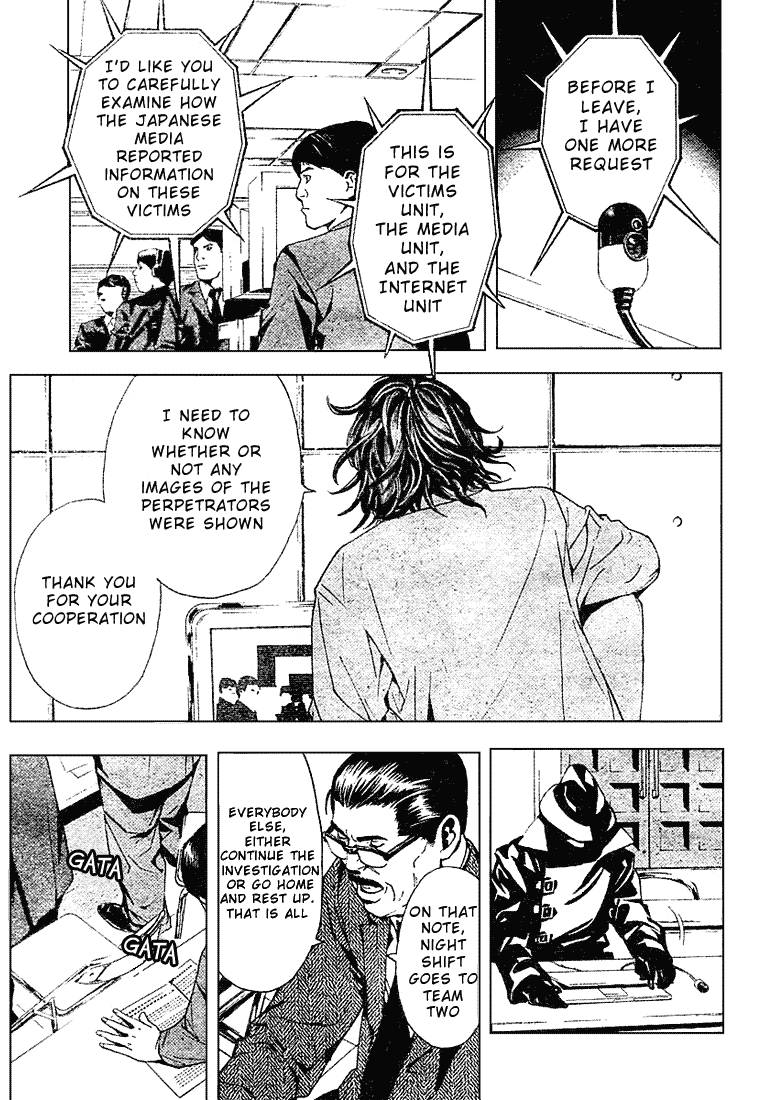 BEFORE I
LEAVE,
I HAVE
ONE MORE
REQUEST
THIS IS
FOR THE
VICTIMS
UNIT,
THE MEDIA
UNIT,
AND THE
INTERNET
UNIT
I'D LIKE YOU
TO CAREFULLY
EXAMINE HOW
THE JAPANESE
MEDIA
REPORTED
INFORMATION
ON THESE
VICTIMS
I NEED TO
KNOW
WHETHER OR
NOT ANY
IMAGES OF THE
PERPETRATORS
WERE SHOWN
THANK YOU
FOR YOUR
COOPERATION
ON THAT
NOTE,
NIGHT
SHIFT
GOES TO
TEAM
TWO
EVERYBODY
ELSE,
EITHER
CONTINUE THE
INVESTIGATION
OR GO HOME
AND REST UP.
THAT IS ALL
GATA
GATA